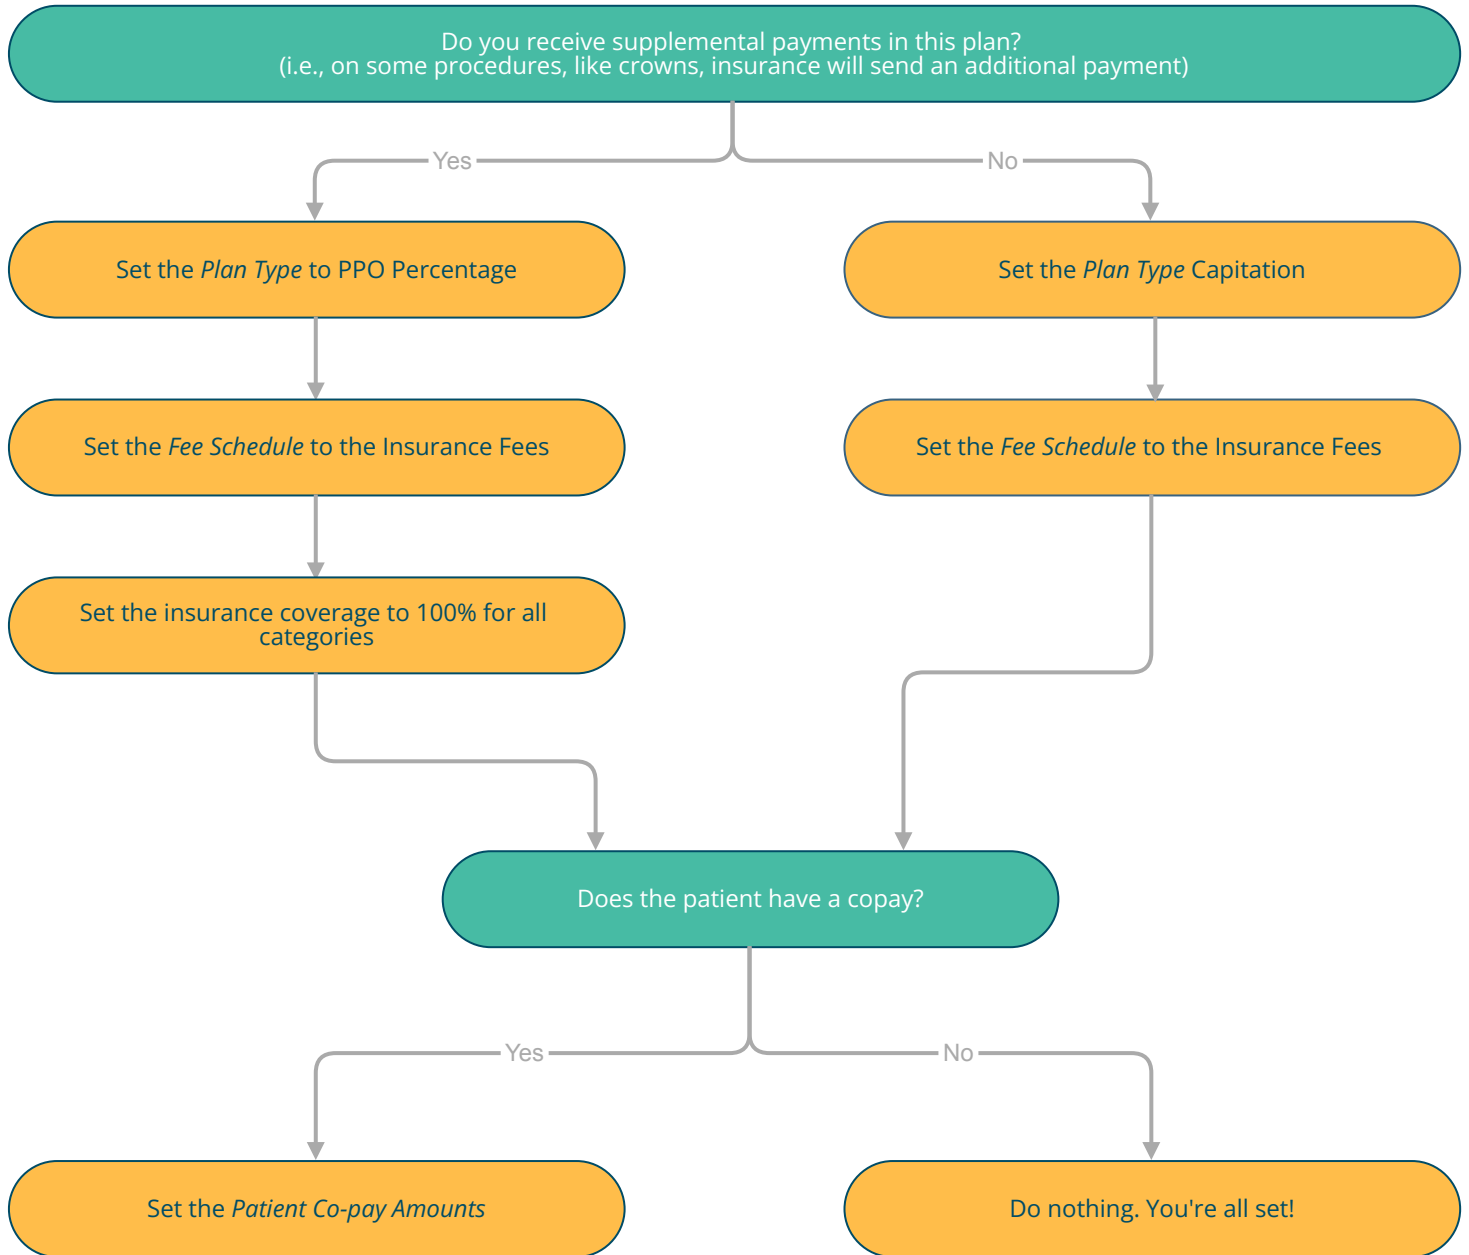 Do you receive supplemental payments in this plan?
(i.e., on some procedures, like crowns, insurance will send an additional payment)
Yes
No
Set the Plan Type to PPO Percentage
Set the Plan Type Capitation
Set the Fee Schedule to the Insurance Fees
Set the Fee Schedule to the Insurance Fees
Set the insurance coverage to 100% for all
categories
Does the patient have a copay?
Yes
No
Set the Patient Co-pay Amounts
Do nothing. You're all set!